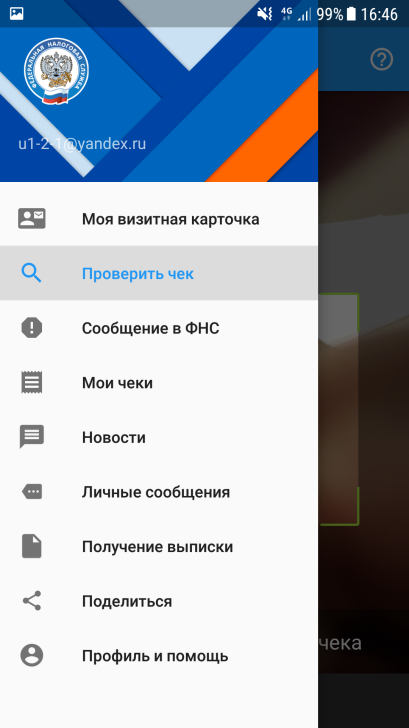 4G 99% 16:46
ФЕДЕРАЛЬНАЯ НАЛОГОВАЯ СЛУЖБА
u1-2-1@yandex.ru
Моя визитная карточка
Проверить чек
Сообщение в ФНС
Мои чеки
Новости
Личные сообщения
Получение выписки
Поделиться
чека
Профиль и помощь